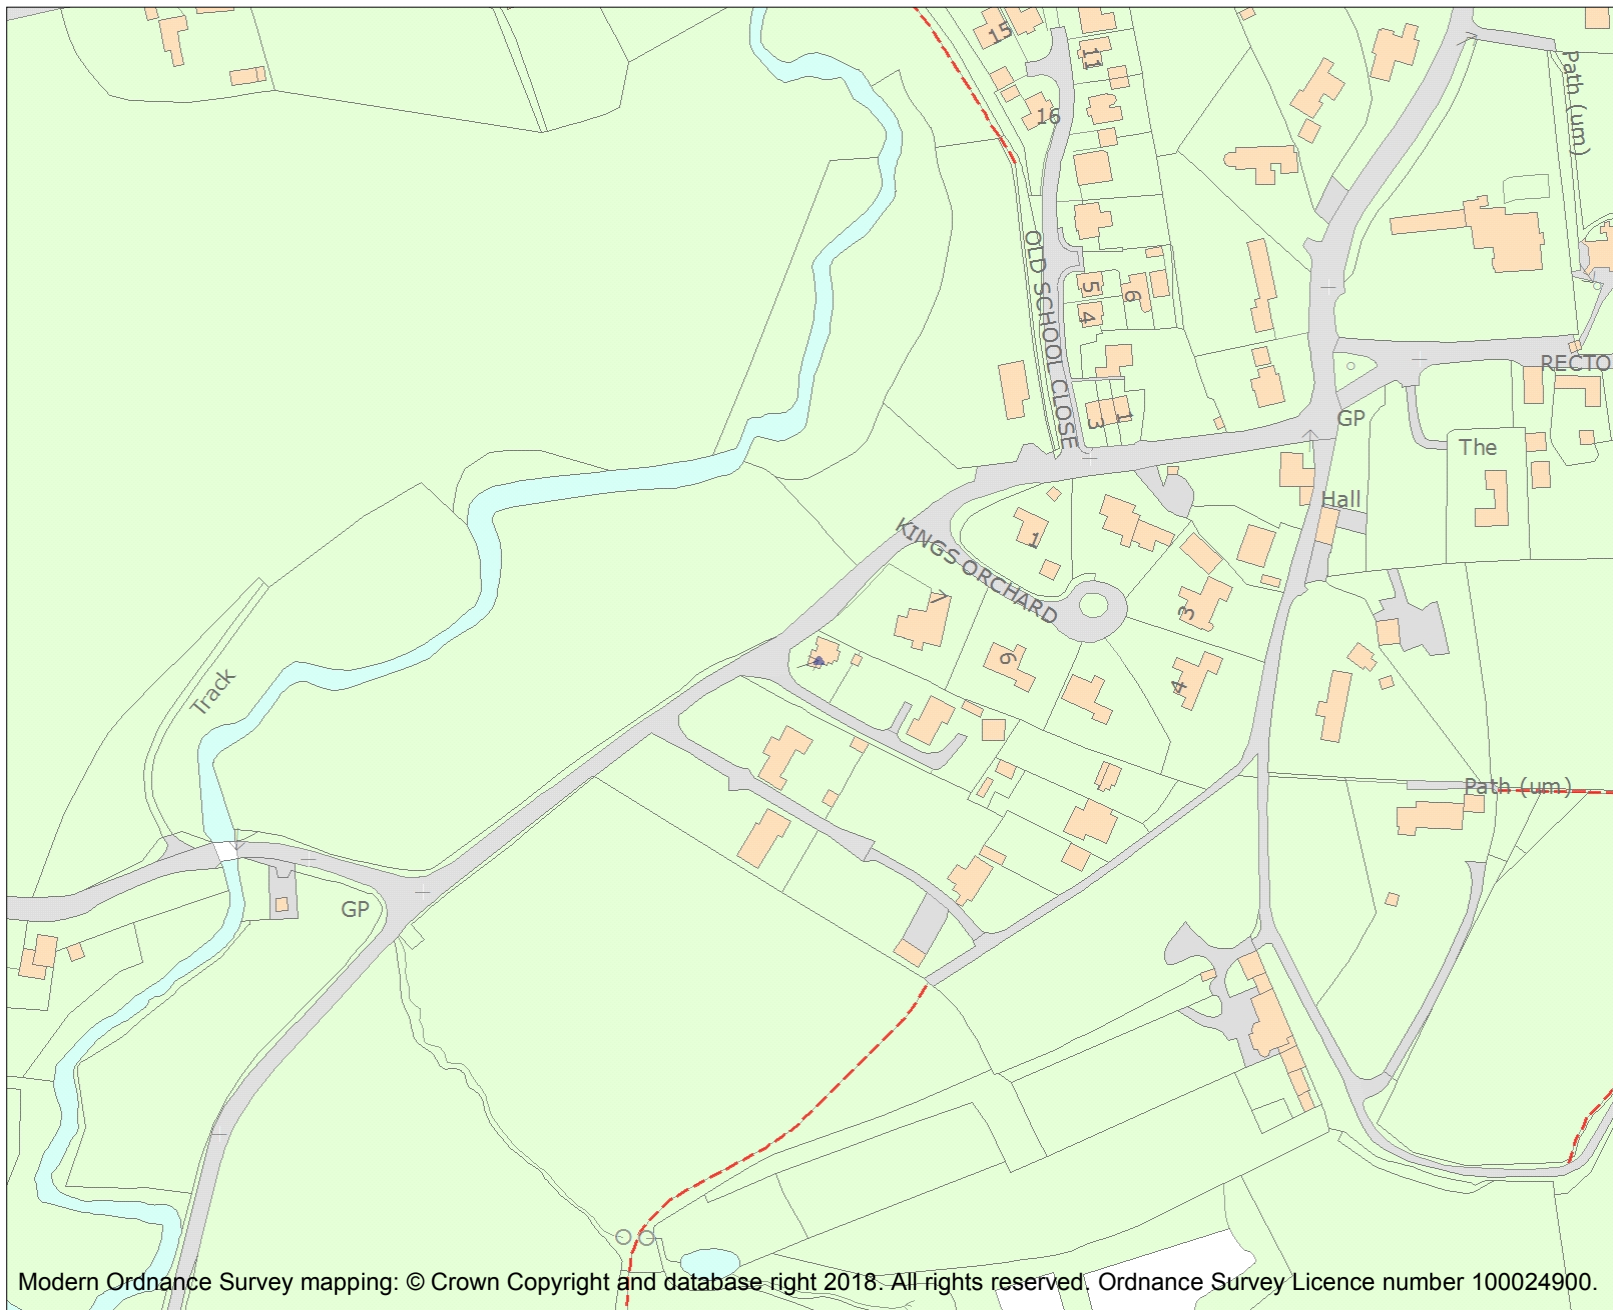 15
11
Path (um)
16
OLD SCHOOL CLOSE
5
6
4
RECTO
3
1
GP
The
Hall
KINGS ORCHARD
1
7
3
6
4
Track
Path (um)
GP
Modern Ordnance Survey mapping: © Crown Copyright and database right 2018. All rights reserved. Ordnance Survey Licence number 100024900.